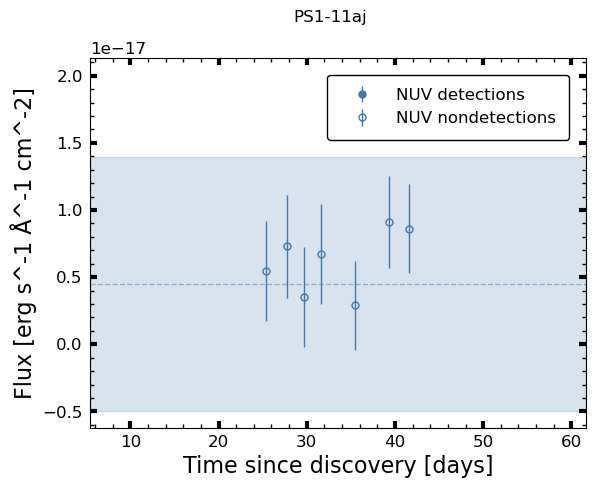 PS1-11aj
1e−17
NUV detections
NUV nondetections
2.0
1.5
1.0
0.5
0.0
−0.5
Flux [erg s^-1 Å^-1 cm^-2]
10 20 30 40 50 60
Time since discovery [days]